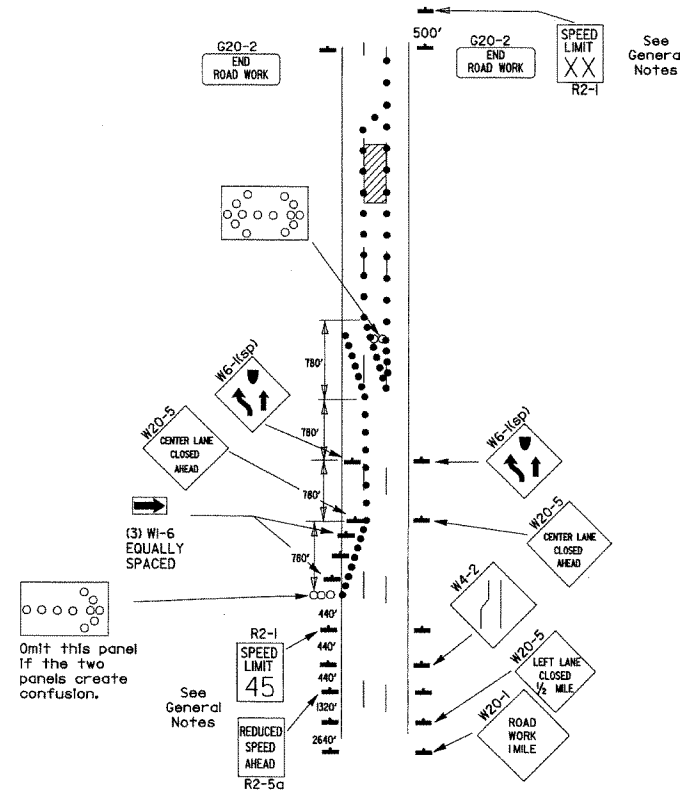 500'
G20-2
END
ROAD WORK
G20-2
END
ROAD WORK
SPEED
LIMIT
XX
R2-1
See
General
Notes
780'
W6-1(sp)
780'
W20-5
CENTER LANE
CLOSED
AHEAD
W6-1(sp)
780'
(3) W1-6
EQUALLY
SPACED
W20-5
CENTER LANE
CLOSED
AHEAD
780'
W4-2
Omit this panel
if the two
panels create
confusion.
440'
R2-1
SPEED
LIMIT
45
440'
440'
W20-5
LEFT LANE
CLOSED
1/2 MILE
See
General
Notes
1320'
W20-1
ROAD
WORK
1 MILE
REDUCED
SPEED
AHEAD
R2-5a
2640'